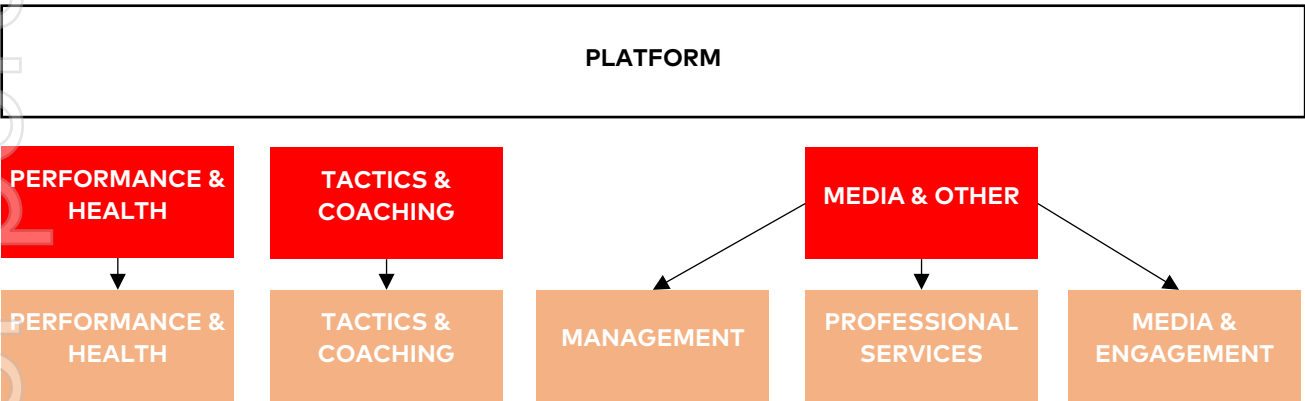 PLATFORM
PERFORMANCE &
HEALTH
TACTICS &
COACHING
MEDIA & OTHER
PERFORMANCE &
HEALTH
TACTICS &
COACHING
MANAGEMENT
PROFESSIONAL
SERVICES
MEDIA &
ENGAGEMENT